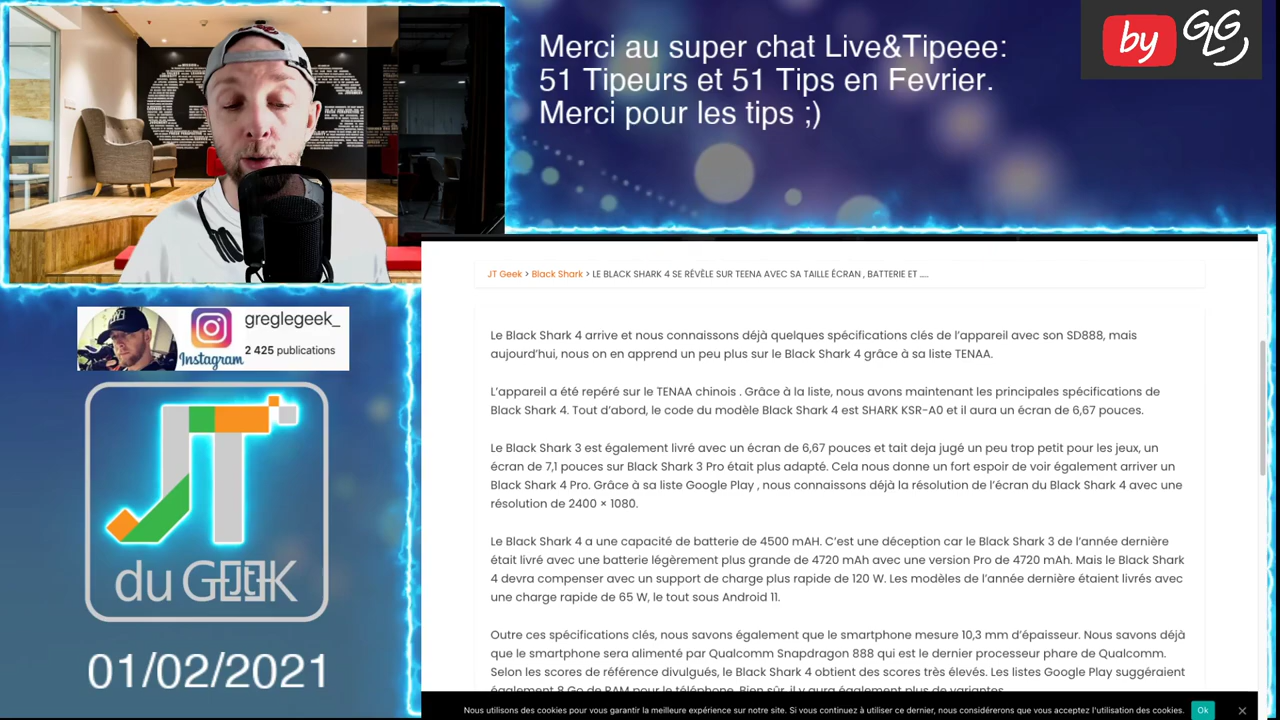 Merci au super chat Live&Tipeee:
51 Tipeurs et 51 Tips en Fevrier.
Merci pour les tips ;)
by GLG
JT Geek > Black Shark > LE BLACK SHARK 4 SE RÉVÈLE SUR TEENA AVEC SA TAILLE ÉCRAN , BATTERIE ET .....
Le Black Shark 4 arrive et nous connaissons déjà quelques spécifications clés de l'appareil avec son SD888, mais
aujourd'hui, nous on en apprend un peu plus sur le Black Shark 4 grâce à sa liste TENAA.
L'appareil a été repéré sur le TENAA chinois . Grâce à la liste, nous avons maintenant les principales spécifications de
Black Shark 4. Tout d'abord, le code du modèle Black Shark 4 est SHARK KSR-A0 et il aura un écran de 6,67 pouces.
Le Black Shark 3 est également livré avec un écran de 6,67 pouces et tait deja jugé un peu trop petit pour les jeux, un
écran de 7,1 pouces sur Black Shark 3 Pro était plus adapté. Cela nous donne un fort espoir de voir également arriver un
Black Shark 4 Pro. Grâce à sa liste Google Play , nous connaissons déjà la résolution de l'écran du Black Shark 4 avec une
résolution de 2400 × 1080.
Le Black Shark 4 a une capacité de batterie de 4500 mAH. C'est une déception car le Black Shark 3 de l'année dernière
était livré avec une batterie légèrement plus grande de 4720 mAh avec une version Pro de 4720 mAh. Mais le Black Shark
4 devra compenser avec un support de charge plus rapide de 120 W. Les modèles de l'année dernière étaient livrés avec
une charge rapide de 65 W, le tout sous Android 11.
Outre ces spécifications clés, nous savons également que le smartphone mesure 10,3 mm d'épaisseur. Nous savons déjà
que le smartphone sera alimenté par Qualcomm Snapdragon 888 qui est le dernier processeur phare de Qualcomm.
Selon les scores de référence divulgués, le Black Shark 4 obtient des scores très élevés. Les listes Google Play suggéraient
également 8 Go de RAM pour le téléphone. Bien sûr, il y aura également plus de variantes.
Nous utilisons des cookies pour vous garantir la meilleure expérience sur notre site. Si vous continuez à utiliser ce dernier, nous considérerons que vous acceptez l'utilisation des cookies. Ok
greglegeek_
Instagram
2 425 publications
JT
du GEEK
01/02/2021